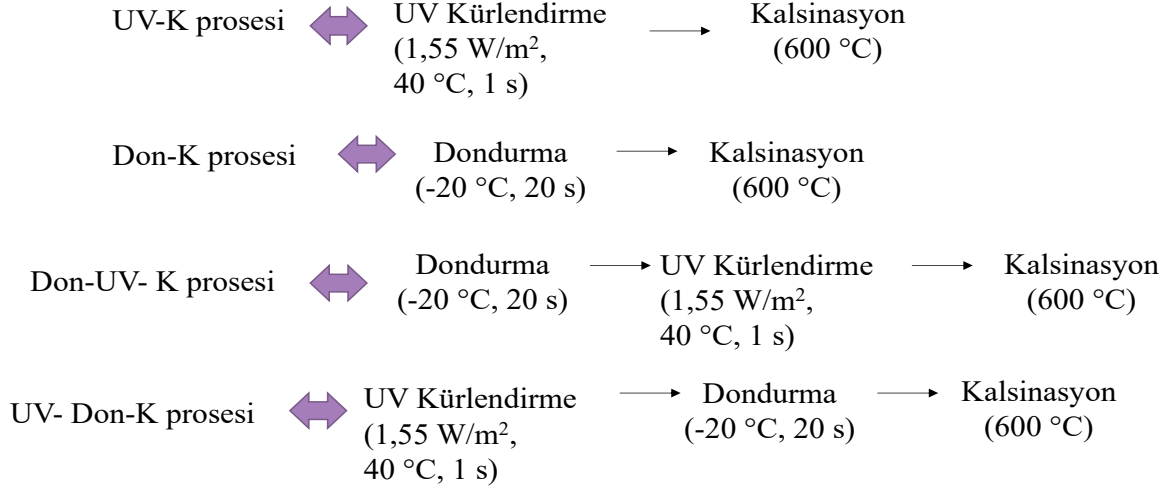 UV-K prosesi
UV Kürlendirme
(1,55 W/m²,
40 °C, 1 s)
Kalsinasyon
(600 °C)
Don-K prosesi
Dondurma
(-20 °C, 20 s)
Kalsinasyon
(600 °C)
Don-UV- K prosesi
Dondurma
(-20 °C, 20 s)
UV Kürlendirme
(1,55 W/m²,
40 °C, 1 s)
Kalsinasyon
(600 °C)
UV- Don-K prosesi
UV Kürlendirme
(1,55 W/m²,
40 °C, 1 s)
Dondurma
(-20 °C, 20 s)
Kalsinasyon
(600 °C)